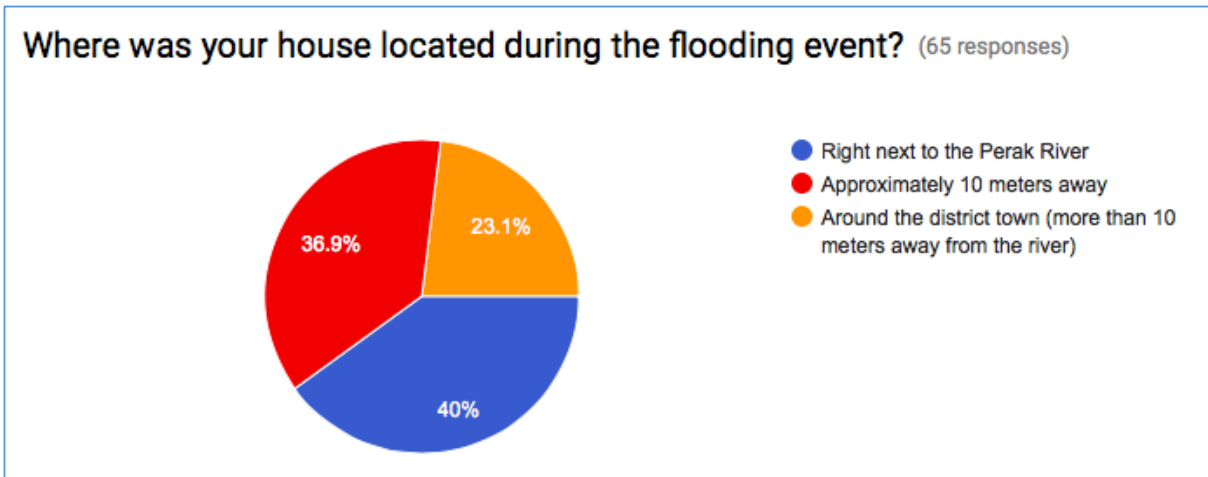 Where was your house located during the flooding event? (65 responses)
Right next to the Perak River
Approximately 10 meters away
Around the district town (more than 10
meters away from the river)
36.9%
23.1%
40%